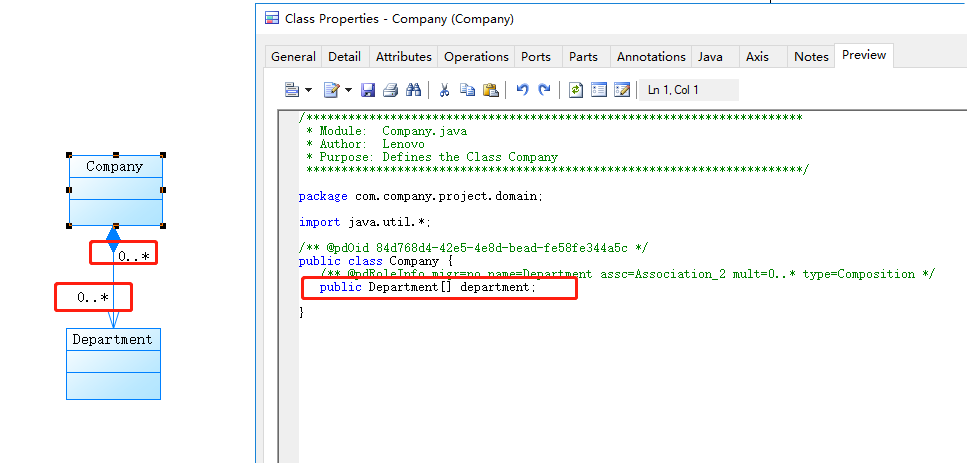 Class Properties - Company (Company)
General Detail Attributes Operations Ports Parts Annotations Java Axis Notes Preview
Ln 1, Col 1
/***********************************************************************
* Module: Company.java
* Author: Lenovo
* Purpose: Defines the Class Company
***********************************************************************/
package com.company.project.domain;
import java.util.*;
/** @pdOid 84d768d4-42e5-4e8d-bead-fe58fe344a5c */
public class Company {
/** @pdRoleInfo migr=no name=Department assc=Association_2 mult=0..* type=Composition */
public Department[] department;
}
Company
0..*
0..*
Department